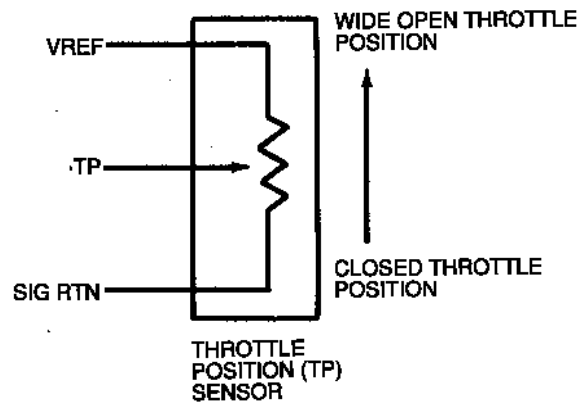 VREF
TP
SIG RTN
WIDE OPEN THROTTLE
POSITION
CLOSED THROTTLE
POSITION
THROTTLE
POSITION (TP)
SENSOR